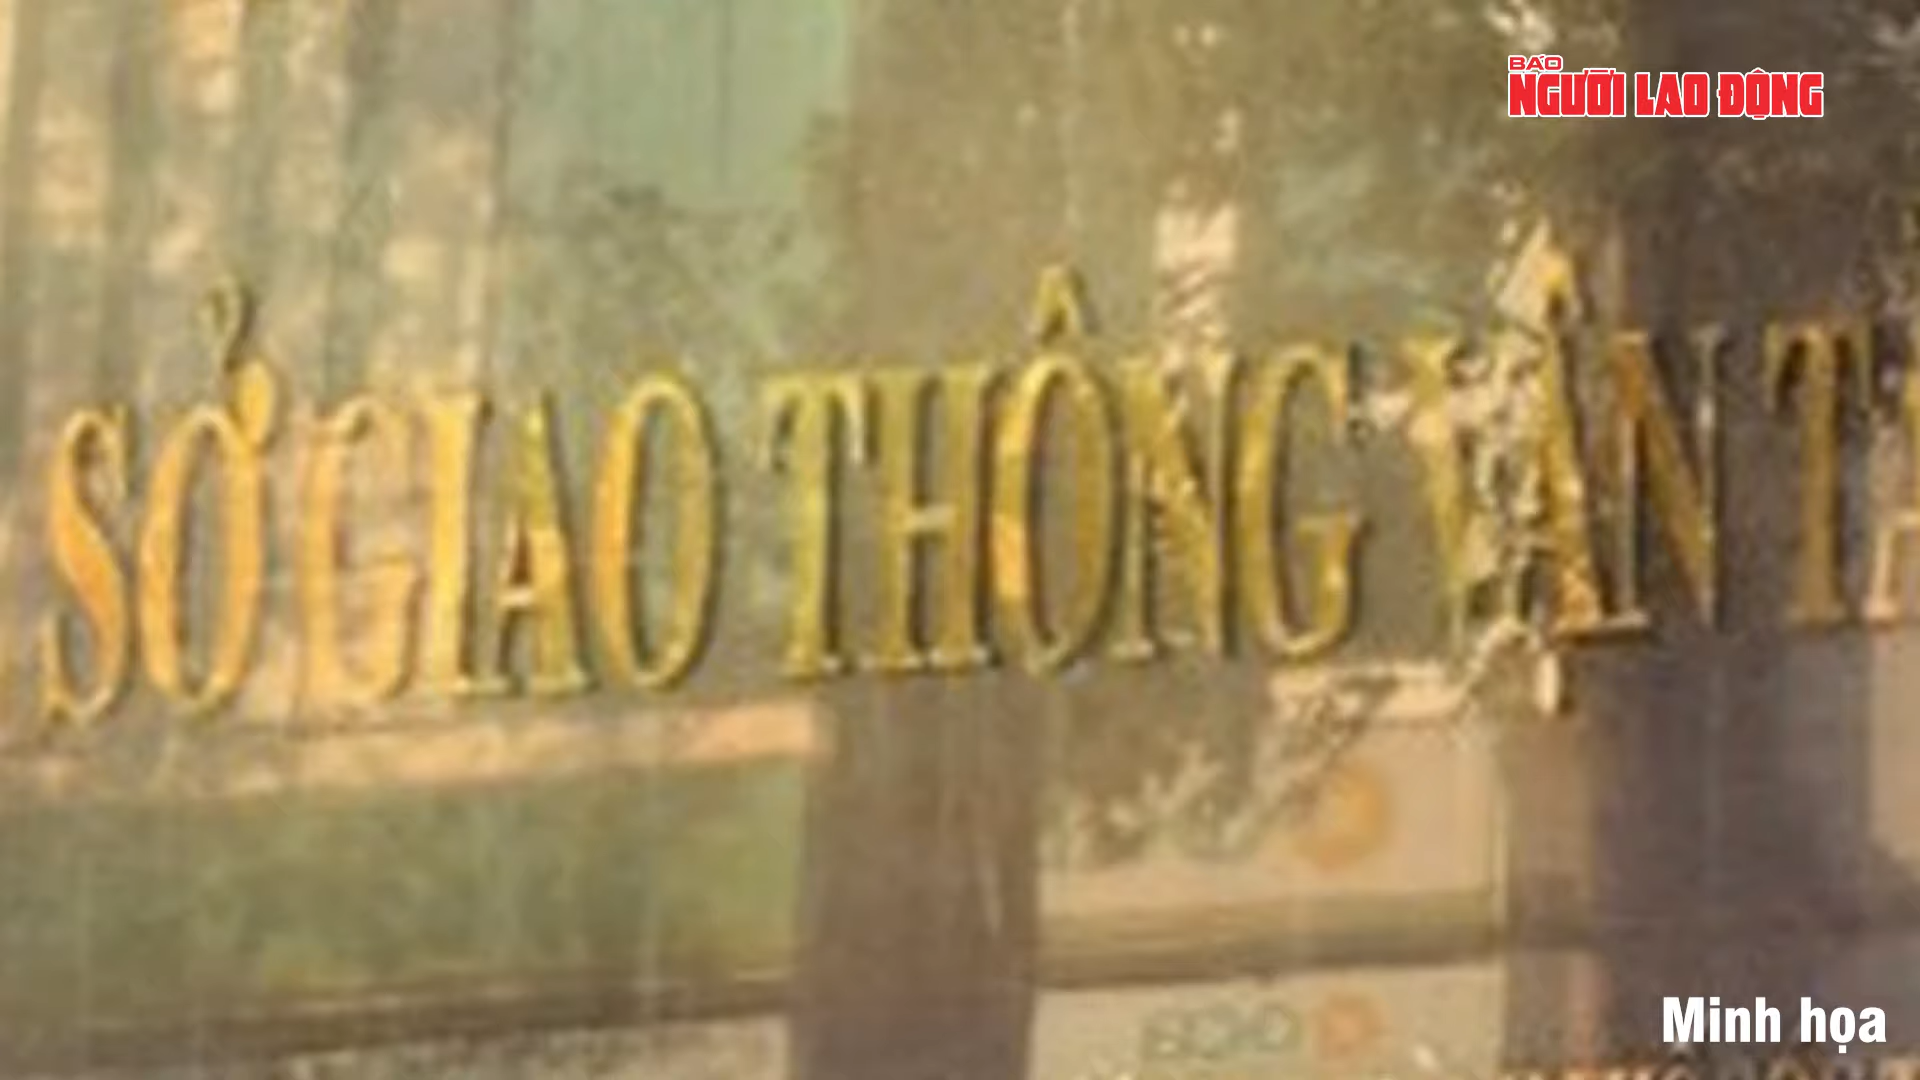 BÁO
NGƯỜI LAO ĐỘNG
SỞ GIAO THÔNG VẬN T
Minh họa